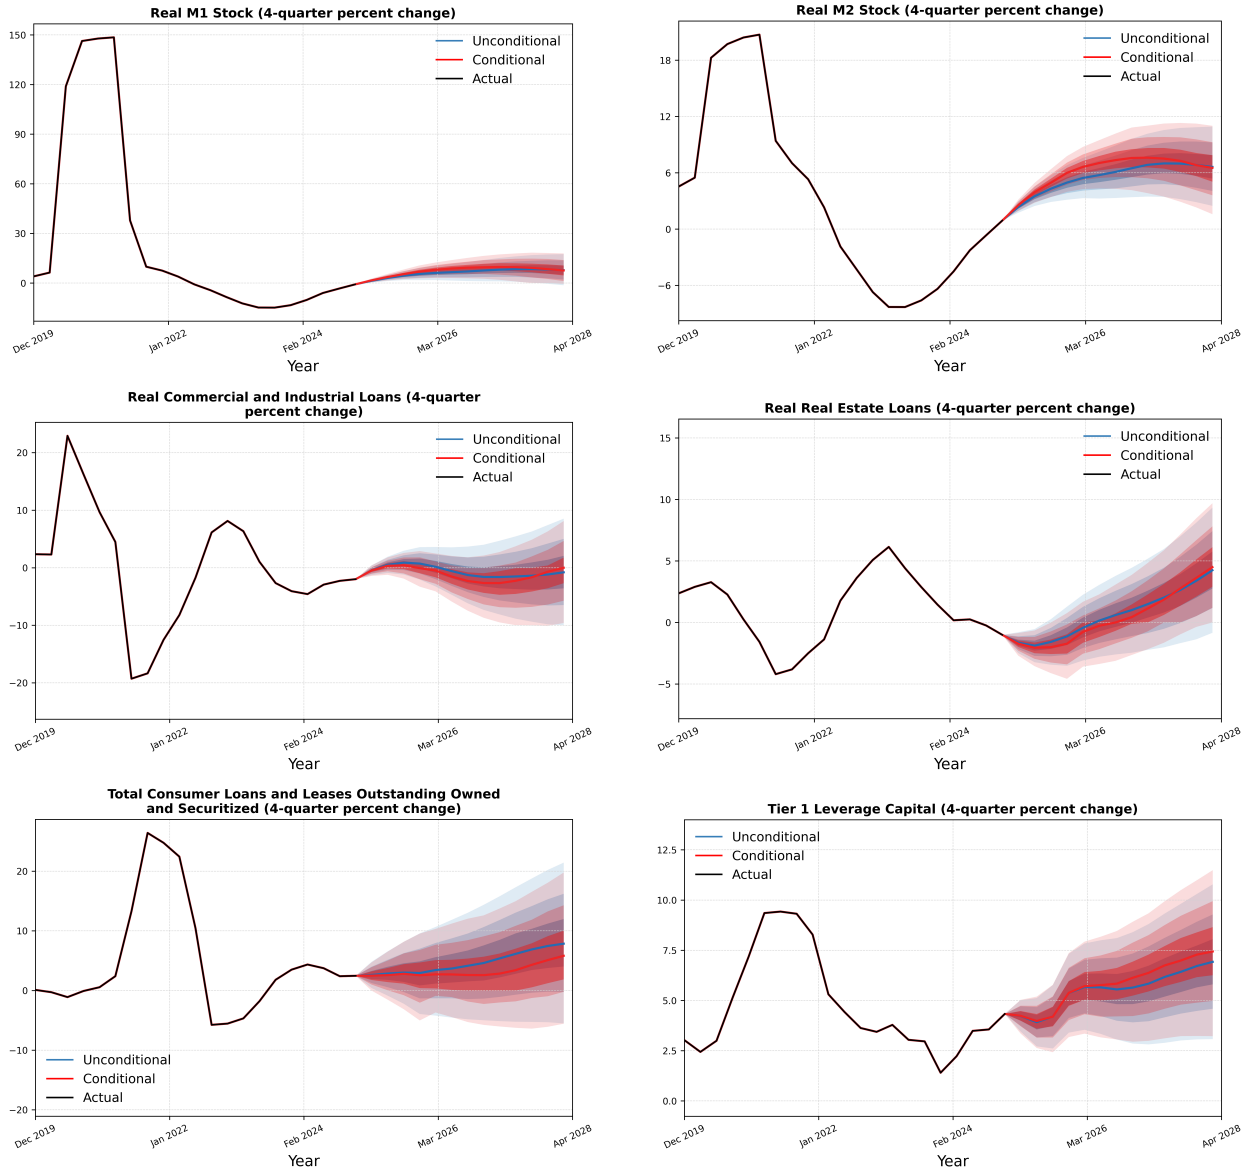 Real M1 Stock (4-quarter percent change)
150
120
90
60
30
0
Unconditional
Conditional
Actual
Dec 2019
Jan 2022
Feb 2024
Mar 2026
Apr 2028
Year
Real M2 Stock (4-quarter percent change)
18
12
6
0
−6
Unconditional
Conditional
Actual
Dec 2019
Jan 2022
Feb 2024
Mar 2026
Apr 2028
Year
Real Commercial and Industrial Loans (4-quarter
percent change)
20
10
0
−10
−20
Unconditional
Conditional
Actual
Dec 2019
Jan 2022
Feb 2024
Mar 2026
Apr 2028
Year
Real Real Estate Loans (4-quarter percent change)
15
10
5
0
−5
Unconditional
Conditional
Actual
Dec 2019
Jan 2022
Feb 2024
Mar 2026
Apr 2028
Year
Total Consumer Loans and Leases Outstanding Owned
and Securitized (4-quarter percent change)
20
10
0
−10
−20
Unconditional
Conditional
Actual
Dec 2019
Jan 2022
Feb 2024
Mar 2026
Apr 2028
Year
Tier 1 Leverage Capital (4-quarter percent change)
12.5
10.0
7.5
5.0
2.5
0.0
Unconditional
Conditional
Actual
Dec 2019
Jan 2022
Feb 2024
Mar 2026
Apr 2028
Year